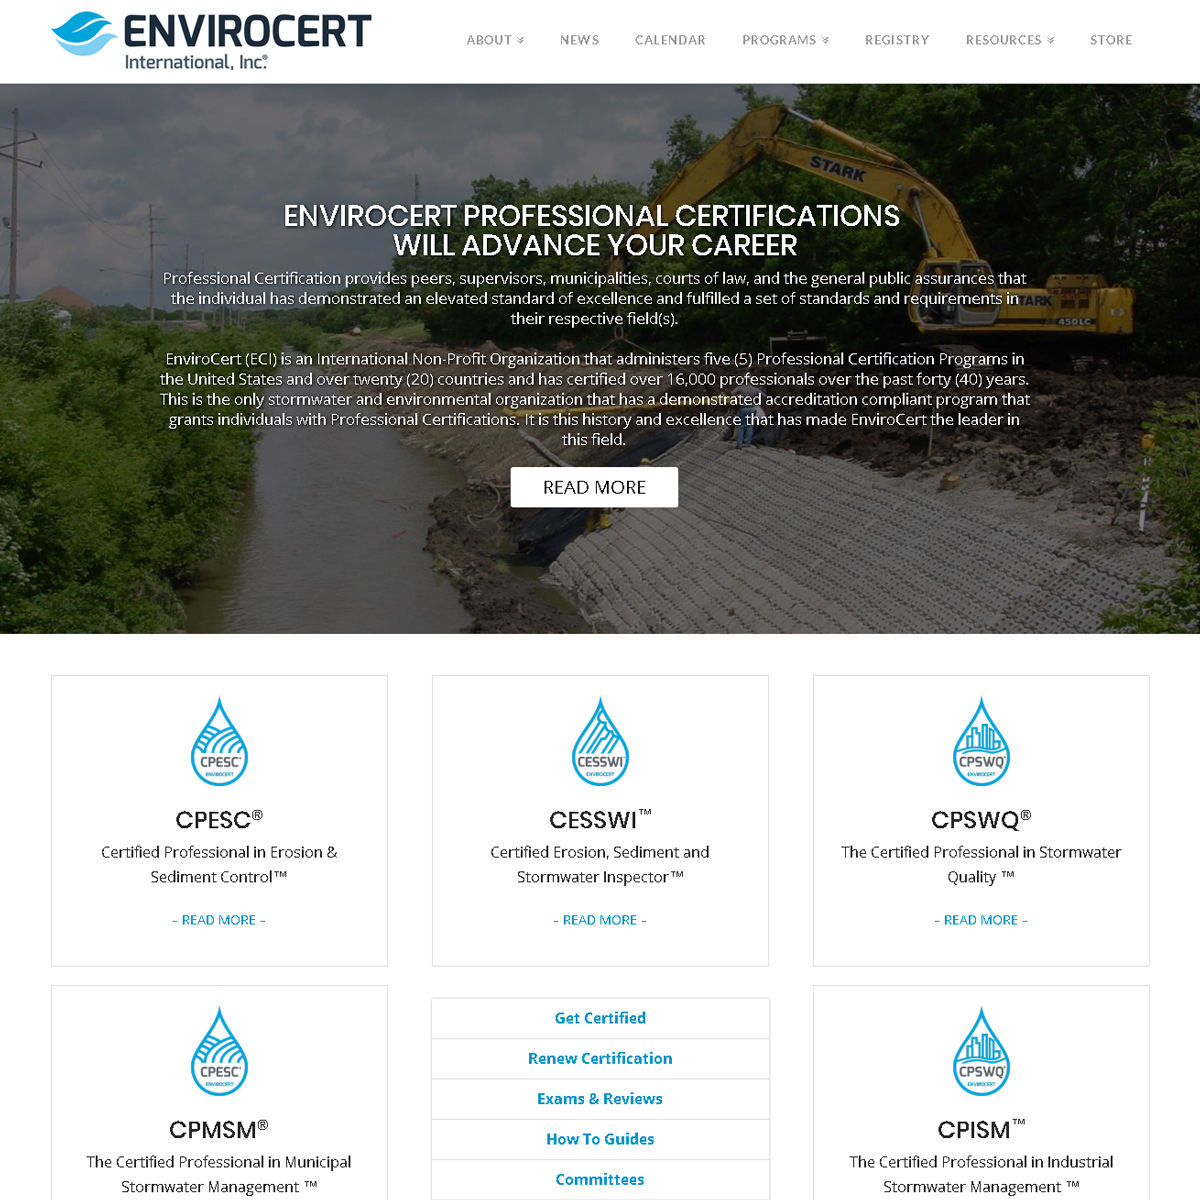 ENVIROCERT
International, Inc.®
ABOUT
NEWS
CALENDAR
PROGRAMS
REGISTRY
RESOURCES
STORE
STARK
STARK
450LC
ENVIROCERT PROFESSIONAL CERTIFICATIONS
WILL ADVANCE YOUR CAREER
Professional Certification provides peers, supervisors, municipalities, courts of law, and the general public assurances that
the individual has demonstrated an elevated standard of excellence and fulfilled a set of standards and requirements in
their respective field(s).
EnviroCert (ECI) is an International Non-Profit Organization that administers five (5) Professional Certification Programs in
the United States and over twenty (20) countries and has certified over 16,000 professionals over the past forty (40) years.
This is the only stormwater and environmental organization that has a demonstrated accreditation compliant program that
grants individuals with Professional Certifications. It is this history and excellence that has made EnviroCert the leader in
this field.
READ MORE
CPESC®
ENVIROCERT
CPESC®
Certified Professional in Erosion &
Sediment Control™
– READ MORE –
CESSWI™
ENVIROCERT
CESSWI™
Certified Erosion, Sediment and
Stormwater Inspector™
– READ MORE –
CPSWQ®
ENVIROCERT
CPSWQ®
The Certified Professional in Stormwater
Quality ™
– READ MORE –
CPESC®
ENVIROCERT
CPMSM®
The Certified Professional in Municipal
Stormwater Management ™
Get Certified
Renew Certification
Exams & Reviews
How To Guides
Committees
CPSWQ®
ENVIROCERT
CPISM™
The Certified Professional in Industrial
Stormwater Management ™